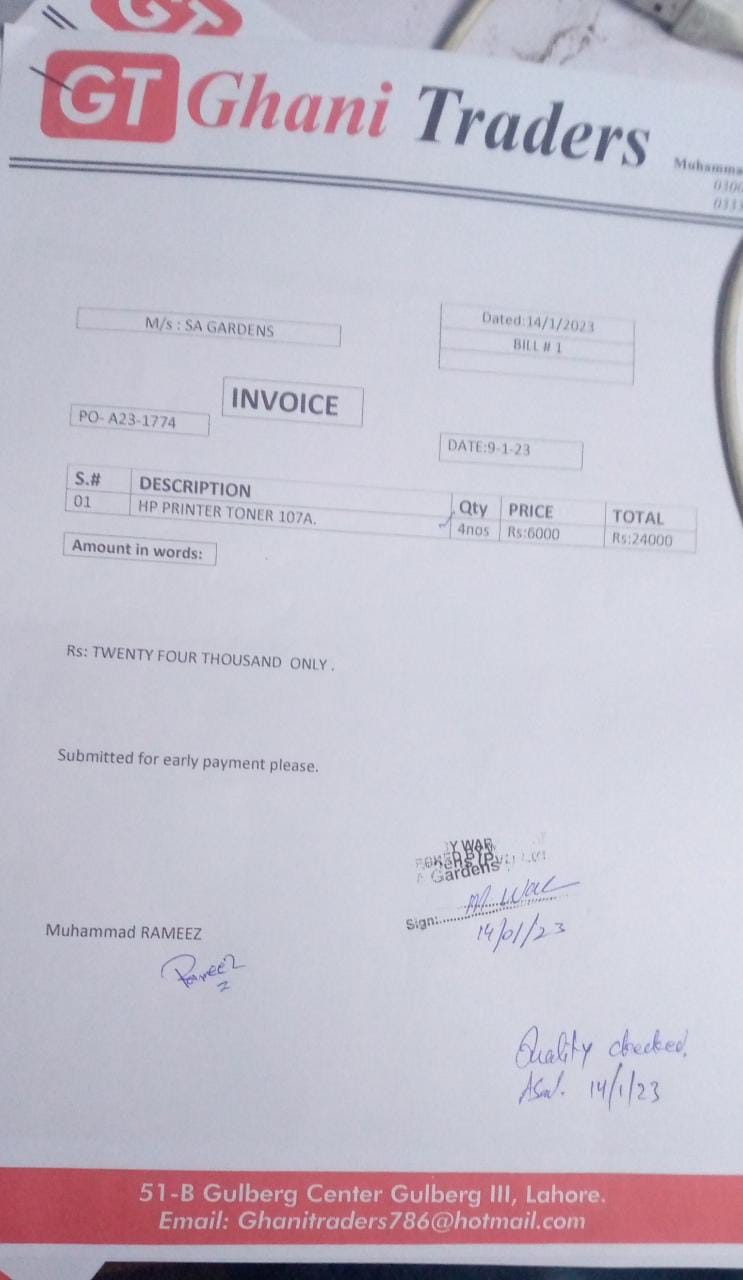 GT
GT Ghani Traders
Muhamma
0300
0333
M/s : SA GARDENS
Dated:14/1/2023
BILL # 1
INVOICE
PO- A23-1774
DATE:9-1-23
S.# DESCRIPTION Qty PRICE TOTAL
01 HP PRINTER TONER 107A. 4nos Rs:6000 Rs:24000
Amount in words:
Rs: TWENTY FOUR THOUSAND ONLY .
Submitted for early payment please.
Y WAR
Gardens
Sign:
14/01/23
Muhammad RAMEEZ
Rameez
Quality checked.
14/1/23
51-B Gulberg Center Gulberg III, Lahore.
Email: Ghanitraders786@hotmail.com